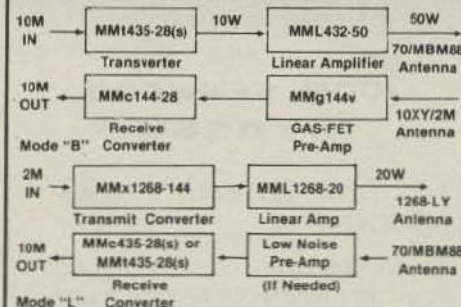 10M IN MMt435-28(s) 10W MML432-50 50W 70/MBM88 Antenna
Transverter Linear Amplifier
10M OUT MMc144-28 MMg144v 10XY/2M Antenna
Receive Converter GAS-FET Pre-Amp
Mode "B"
2M IN MMx1268-144 MML1268-20 20W 1268-LY Antenna
Transmit Converter Linear Amp
10M OUT MMc435-28(s) or MMt435-28(s) Low Noise Pre-Amp 70/MBM88 Antenna
Receive Converter (If Needed)
Mode "L"